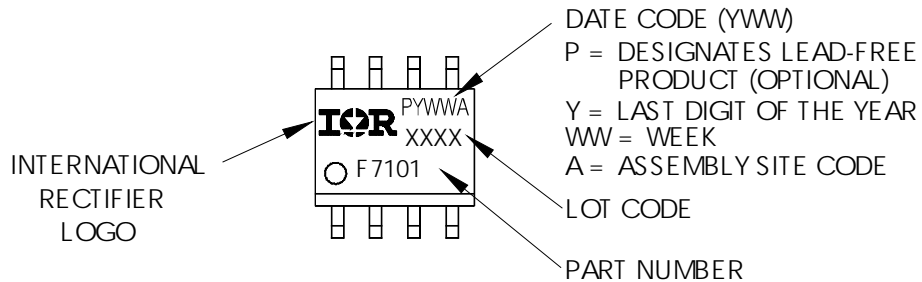 DATE CODE (YWW)
P = DESIGNATES LEAD-FREE
PRODUCT (OPTIONAL)
Y = LAST DIGIT OF THE YEAR
WW = WEEK
A = ASSEMBLY SITE CODE
LOT CODE
PART NUMBER
INTERNATIONAL
RECTIFIER
LOGO
IOR
PYWWA
XXXX
F7101